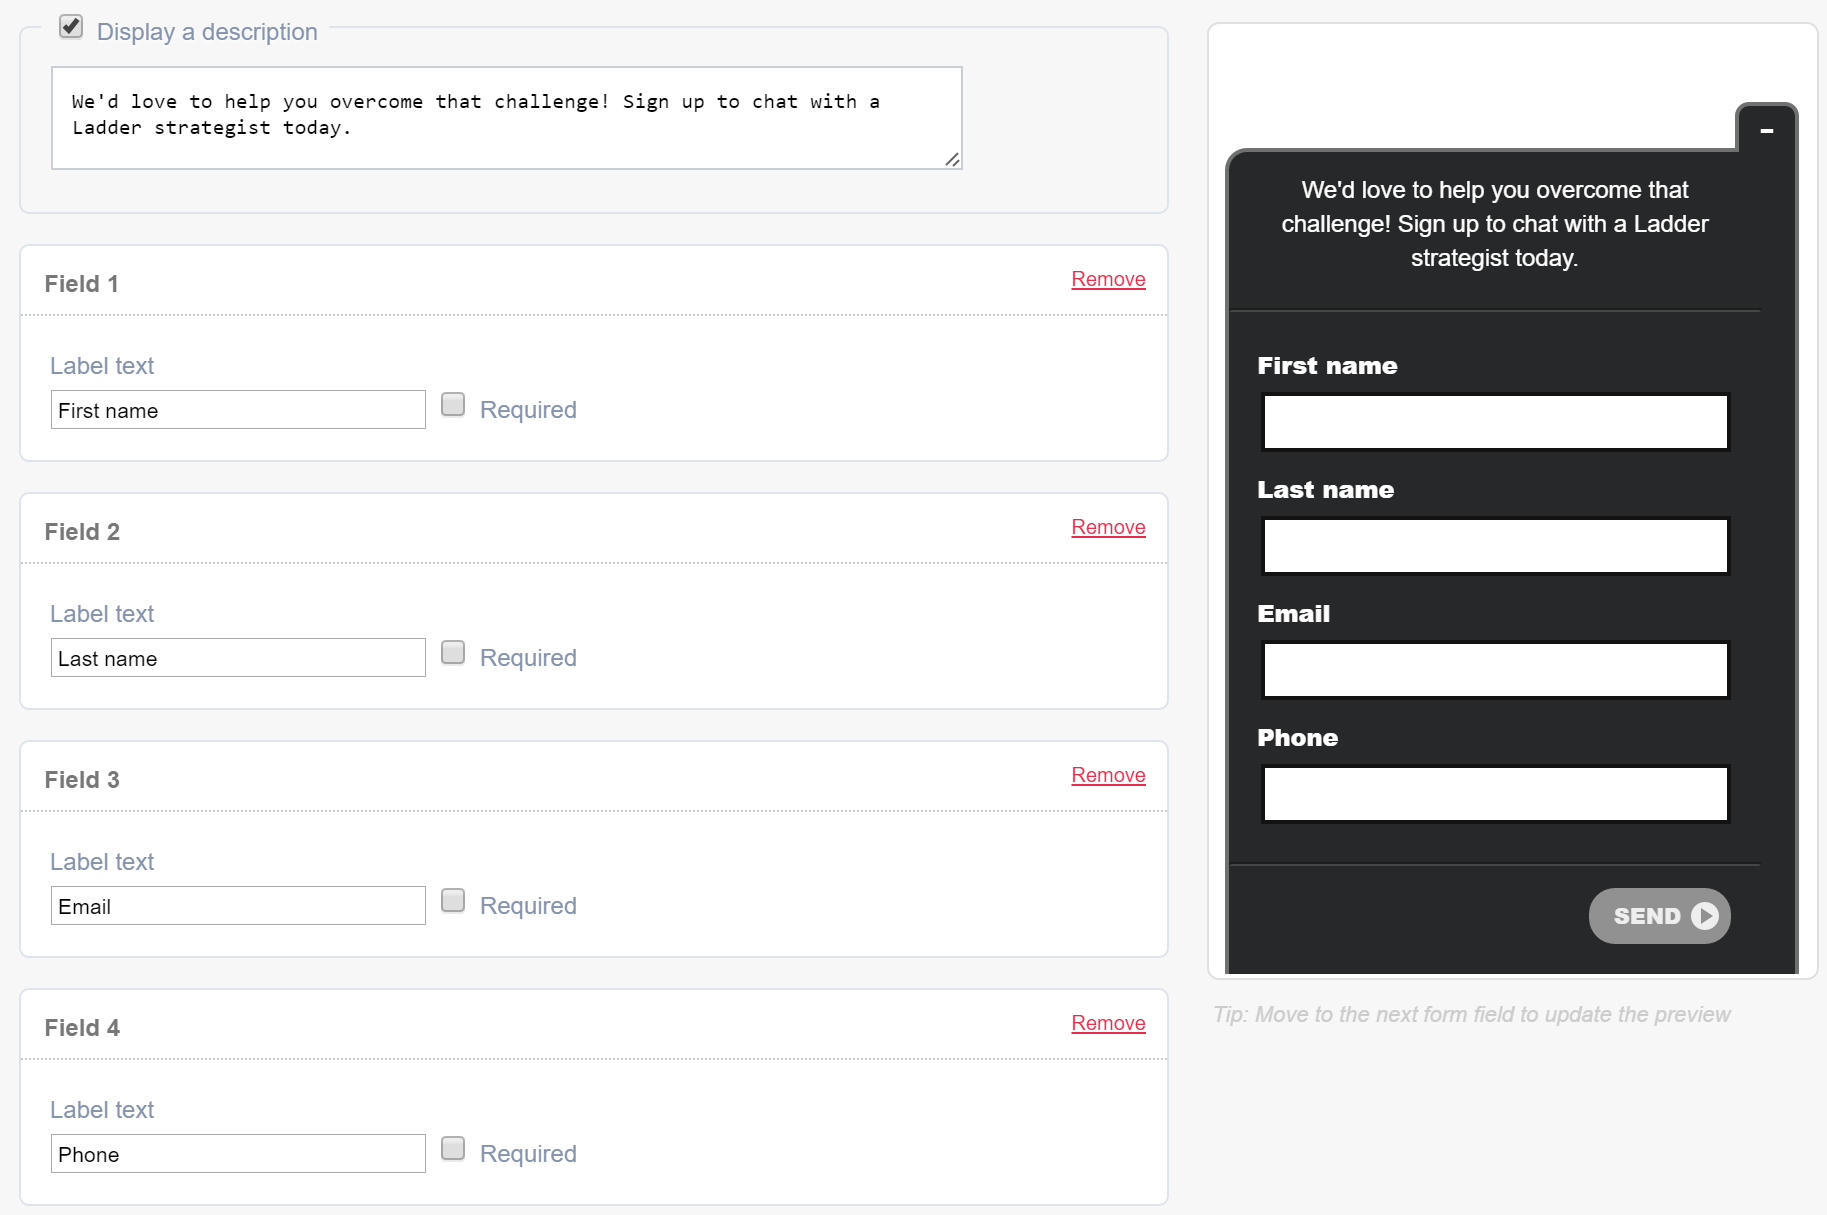 Display a description
We'd love to help you overcome that challenge! Sign up to chat with a
Ladder strategist today.
Field 1
Remove
Label text
First name
Required
Field 2
Remove
Label text
Last name
Required
Field 3
Remove
Label text
Email
Required
Field 4
Remove
Label text
Phone
Required
We'd love to help you overcome that
challenge! Sign up to chat with a Ladder
strategist today.
First name
Last name
Email
Phone
SEND
Tip: Move to the next form field to update the preview